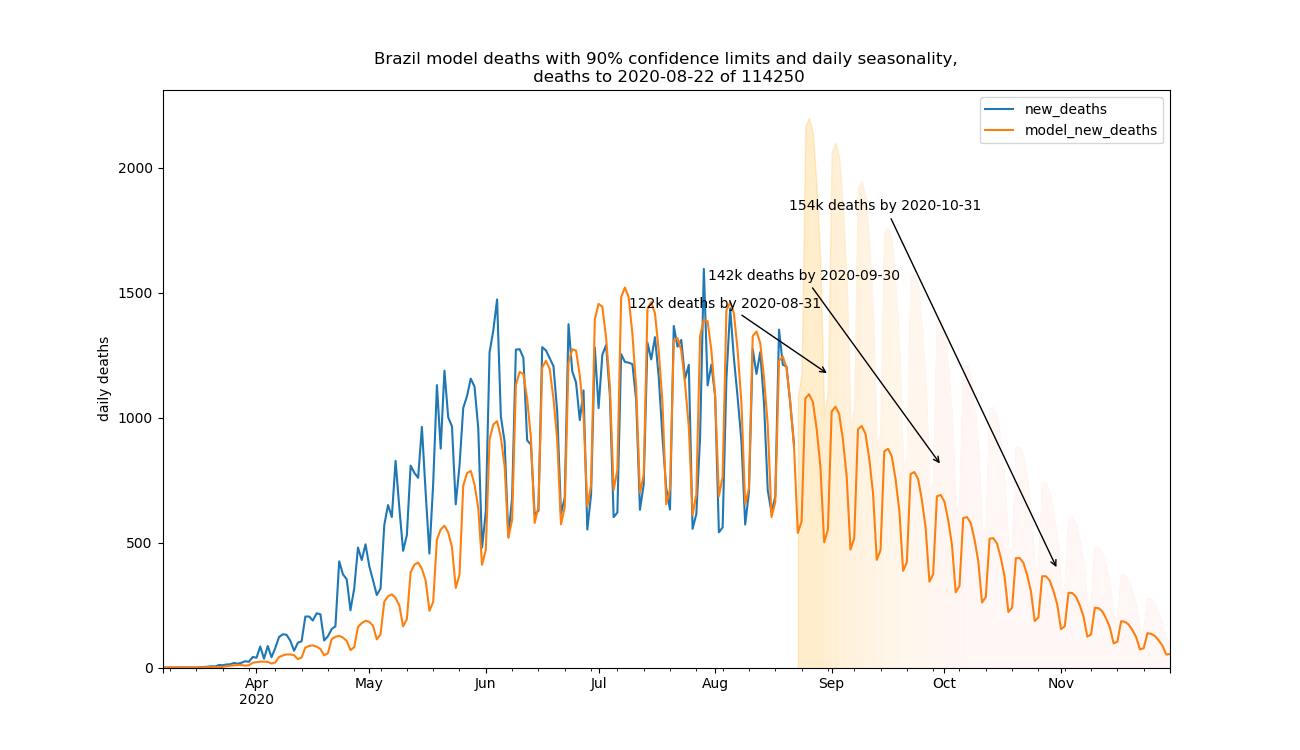 Brazil model deaths with 90% confidence limits and daily seasonality,
deaths to 2020-08-22 of 114250
new_deaths
model_new_deaths
2000
154k deaths by 2020-10-31
142k deaths by 2020-09-30
1500
122k deaths by 2020-08-31
daily deaths
1000
500
0
Apr May Jun Jul Aug Sep Oct Nov
2020